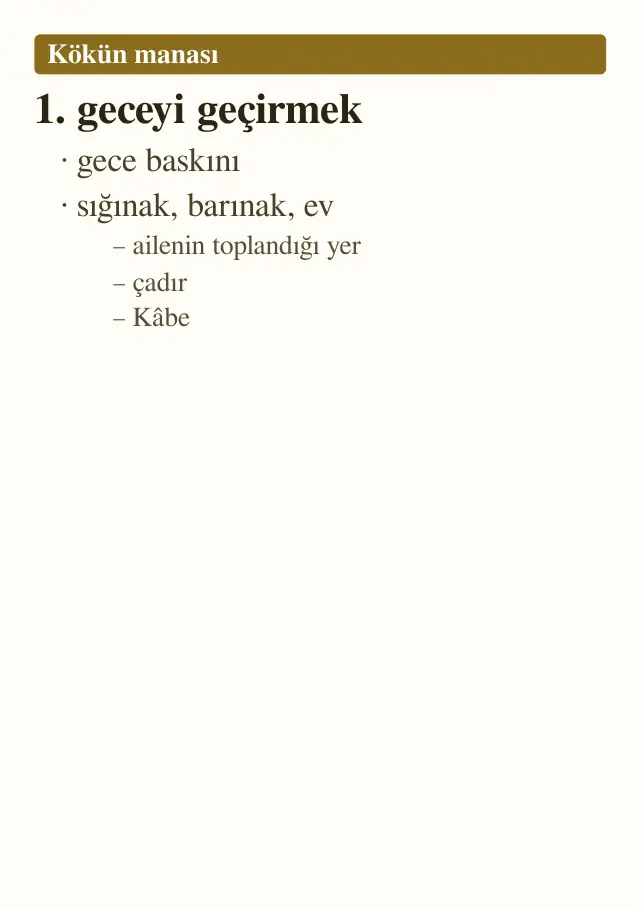 Kökün manası
1. geceyi geçirmek
· gece baskını
· sığınak, barınak, ev
– ailenin toplandığı yer
– çadır
– Kâbe